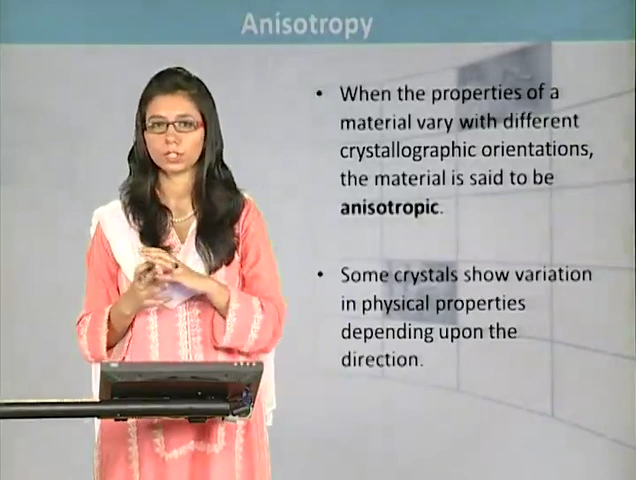 Anisotropy
• When the properties of a
material vary with different
crystallographic orientations,
the material is said to be
anisotropic.
• Some crystals show variation
in physical properties
depending upon the
direction.